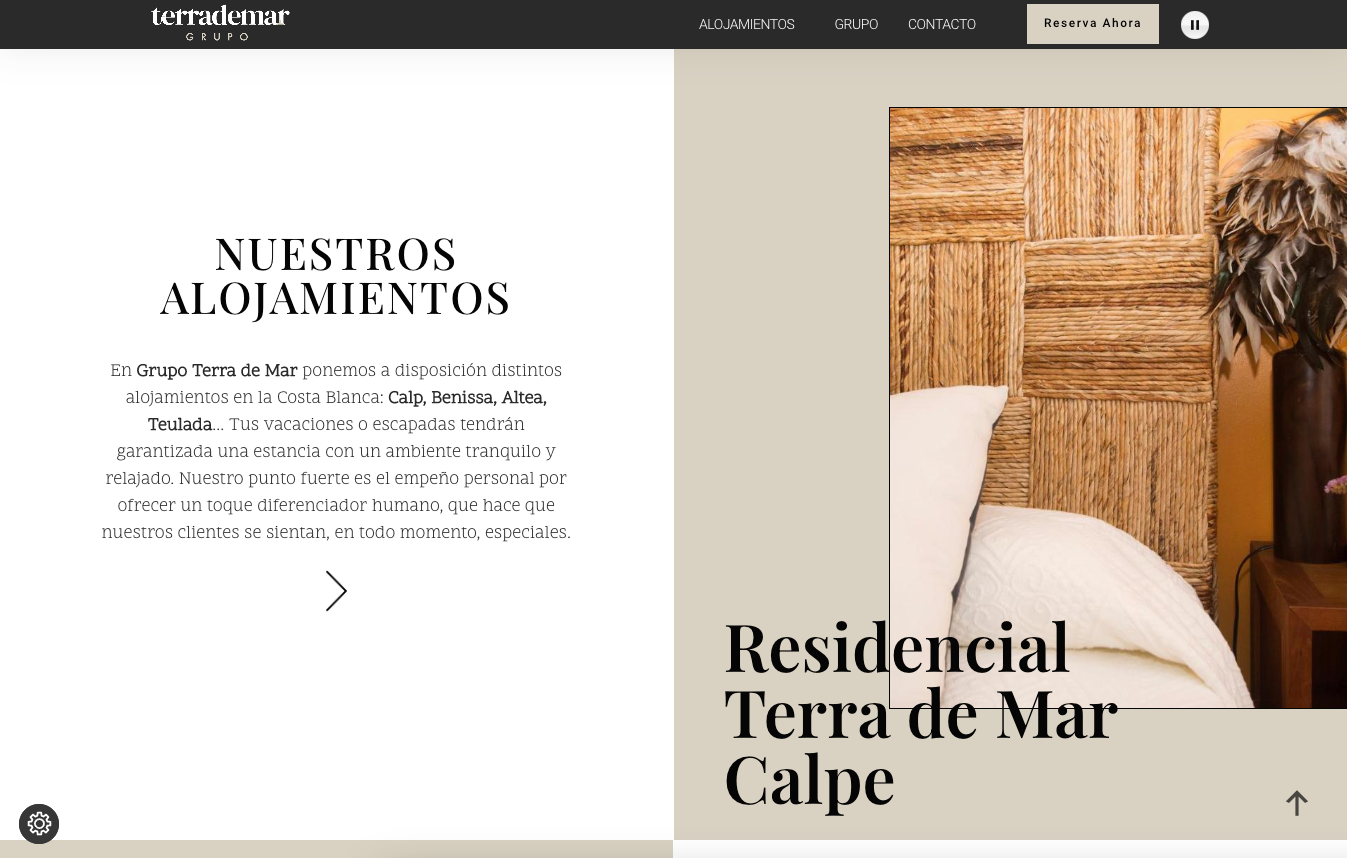 terrademar
GRUPO
ALOJAMIENTOS
GRUPO
CONTACTO
Reserva Ahora
NUESTROS
ALOJAMIENTOS
En Grupo Terra de Mar ponemos a disposición distintos
alojamientos en la Costa Blanca: Calp, Benissa, Altea,
Teulada... Tus vacaciones o escapadas tendrán
garantizada una estancia con un ambiente tranquilo y
relajado. Nuestro punto fuerte es el empeño personal por
ofrecer un toque diferenciador humano, que hace que
nuestros clientes se sientan, en todo momento, especiales.
Residencial
Terra de Mar
Calpe